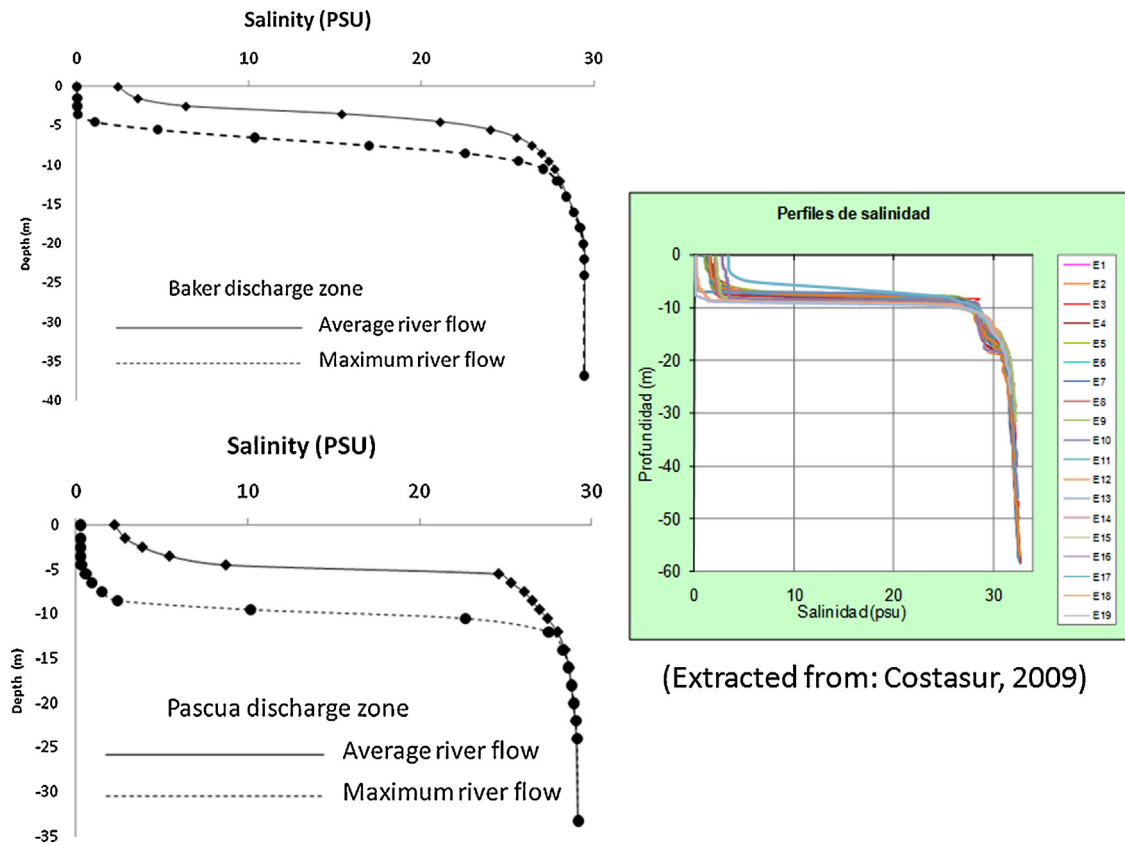 Salinity (PSU)
0 10 20 30
0
-5
-10
-15
-20
-25
-30
-35
-40
Depth (m)
Baker discharge zone
Average river flow
Maximum river flow
Salinity (PSU)
0 10 20 30
0
-5
-10
-15
-20
-25
-30
-35
Depth (m)
Pascua discharge zone
Average river flow
Maximum river flow
Perfiles de salinidad
0
-10
-20
-30
-40
-50
-60
Profundidad (m)
0 10 20 30
Salinidad (psu)
E1
E2
E3
E4
E5
E6
E7
E8
E9
E10
E11
E12
E13
E14
E15
E16
E17
E18
E19
(Extracted from: Costasur, 2009)